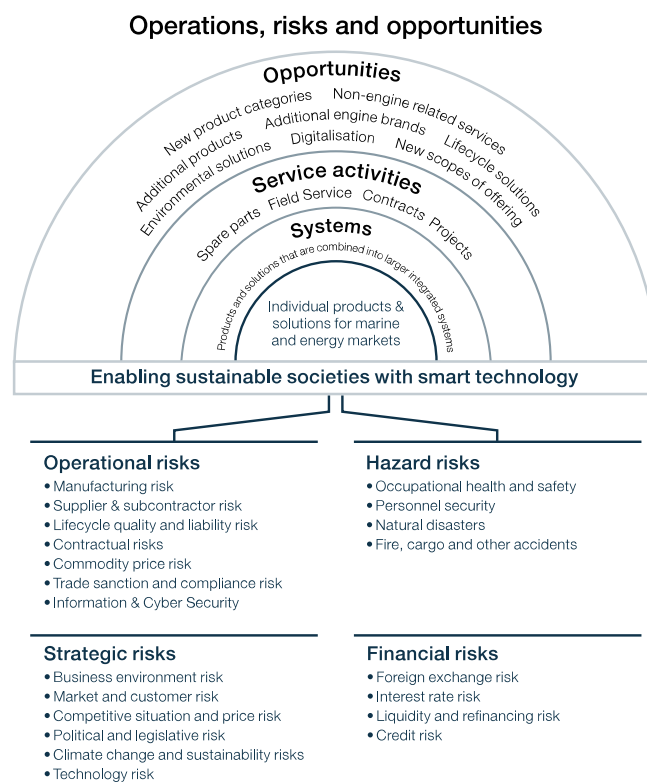 Operations, risks and opportunities
Opportunities
New product categories Non-engine related services
Additional products Additional engine brands Lifecycle solutions
Environmental solutions Digitalisation New scopes of offering
Service activities
Spare parts Field Service Contracts Projects
Systems
Products and solutions that are combined into larger integrated systems
Individual products &
solutions for marine
and energy markets
Enabling sustainable societies with smart technology
Operational risks
• Manufacturing risk
• Supplier & subcontractor risk
• Lifecycle quality and liability risk
• Contractual risks
• Commodity price risk
• Trade sanction and compliance risk
• Information & Cyber Security
Hazard risks
• Occupational health and safety
• Personnel security
• Natural disasters
• Fire, cargo and other accidents
Strategic risks
• Business environment risk
• Market and customer risk
• Competitive situation and price risk
• Political and legislative risk
• Climate change and sustainability risks
• Technology risk
Financial risks
• Foreign exchange risk
• Interest rate risk
• Liquidity and refinancing risk
• Credit risk